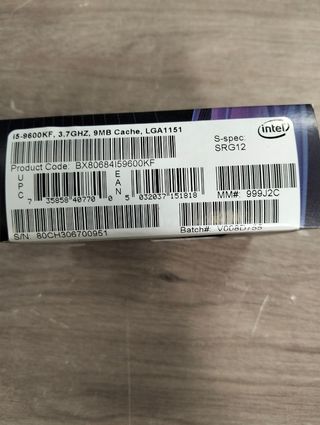 i5-9600KF, 3.7GHZ, 9MB Cache, LGA1151
intel
S-spec:
SRG12
Product Code: BX80684I59600KF
UPC
EAN
7 35858 40770 0
5 032037 151818
MM#: 999J2C
S/N: 80CH306700951
Batch#: